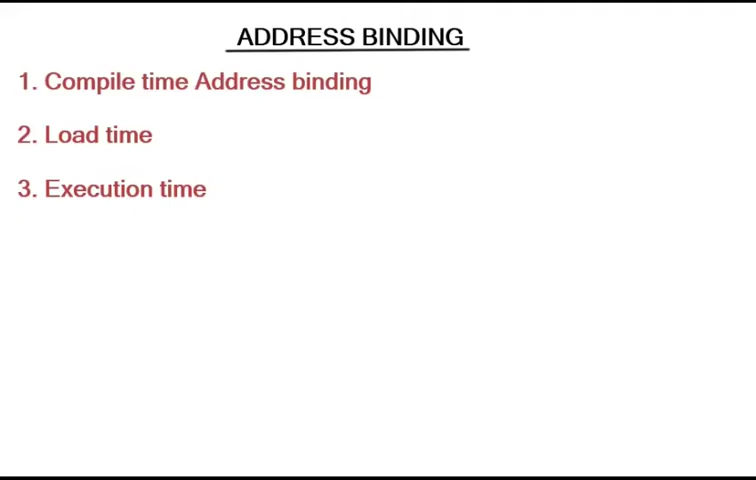 ADDRESS BINDING
1. Compile time Address binding
2. Load time
3. Execution time